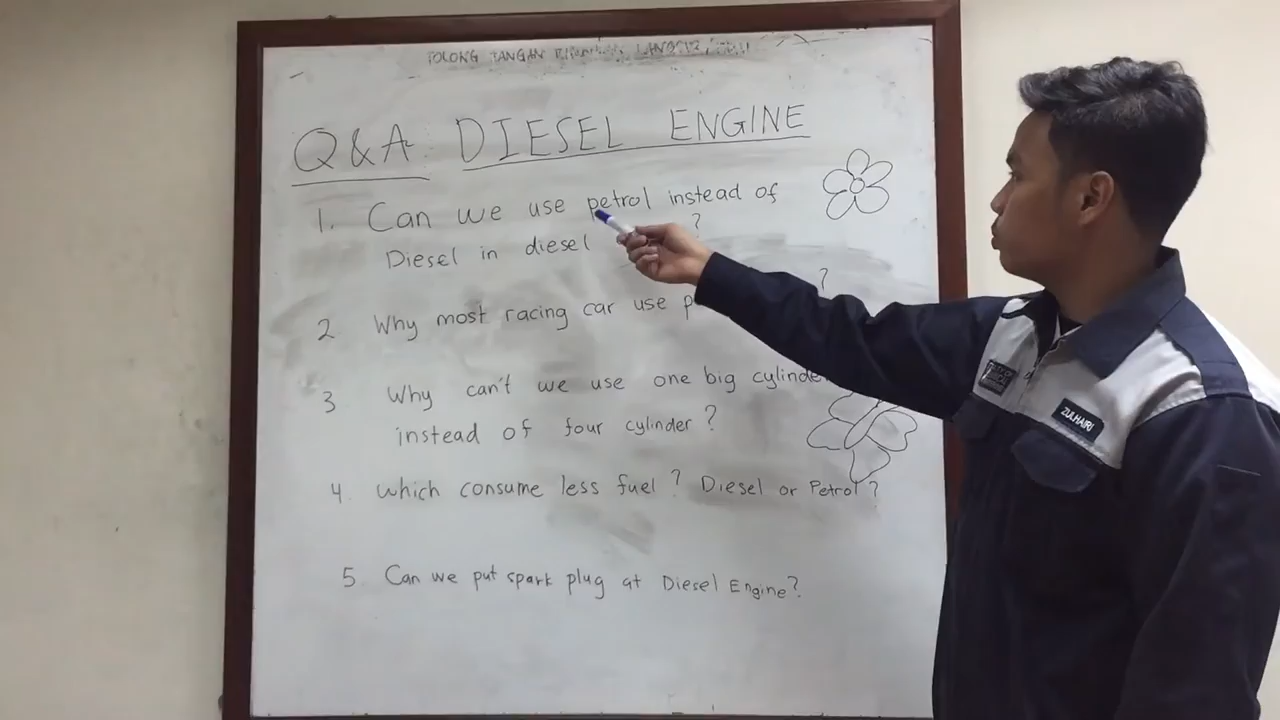 TOLONG TANGAN
Q&A DIESEL ENGINE
1. Can we use petrol instead of
Diesel in diesel ?
2 Why most racing car use ?
3 Why can't we use one big cylinder
instead of four cylinder ?
4 which consume less fuel ? Diesel or Petrol ?
5. Can we put spark plug at Diesel Engine?
ZULHAIRI